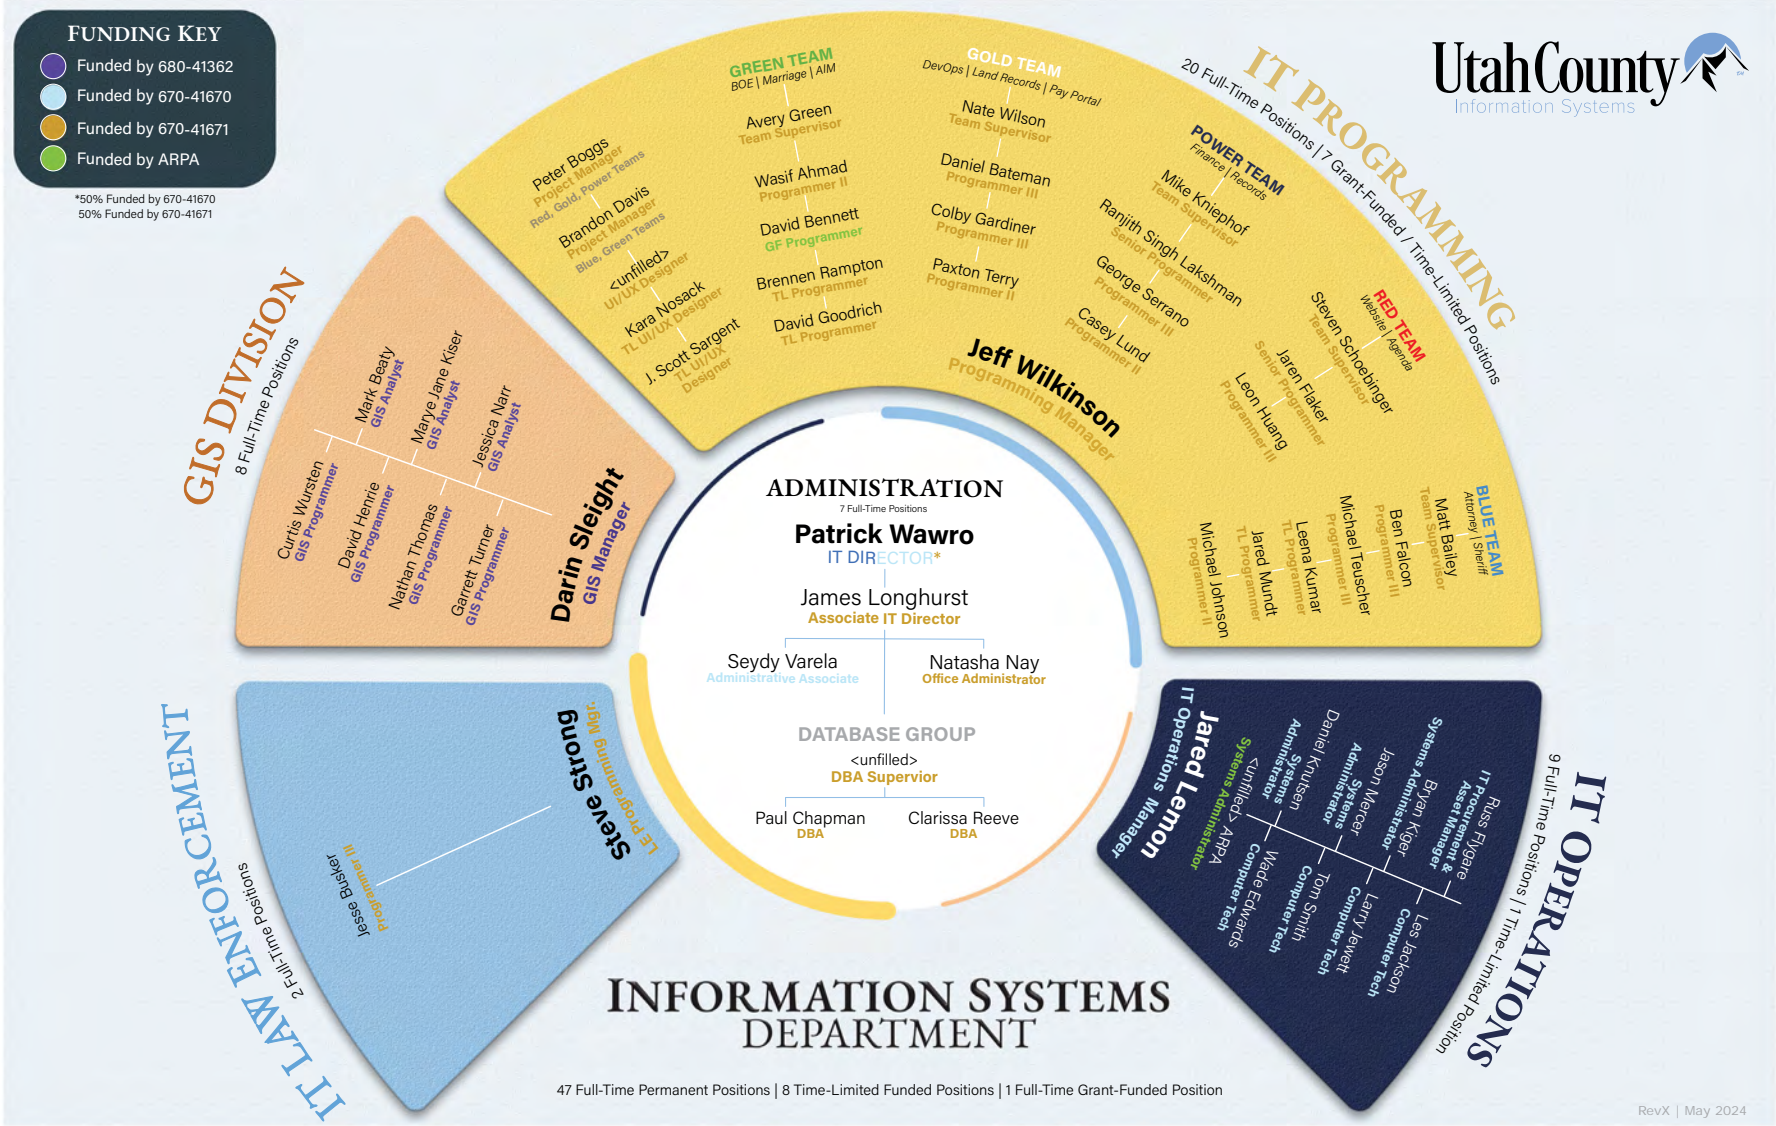 FUNDING KEY
Funded by 680-41362
Funded by 670-41670
Funded by 670-41671
Funded by ARPA
*50% Funded by 670-41670
50% Funded by 670-41671
Utah County
Information Systems
IT PROGRAMMING
20 Full-Time Positions | 7 Grant-Funded / Time-Limited Positions
Jeff Wilkinson
Programming Manager
Peter Boggs
Project Manager
Red, Gold, Power Teams
Brandon Davis
Project Manager
Blue, Green Teams
<unfilled>
UI/UX Designer
Kara Nosack
TL UI/UX Designer
J. Scott Sargent
TL UI/UX
Designer
GREEN TEAM
BOE | Marriage | AIM
Avery Green
Team Supervisor
Wasif Ahmad
Programmer II
David Bennett
GF Programmer
Brennen Rampton
TL Programmer
David Goodrich
TL Programmer
GOLD TEAM
DevOps | Land Records | Pay Portal
Nate Wilson
Team Supervisor
Daniel Bateman
Programmer III
Colby Gardiner
Programmer III
Paxton Terry
Programmer II
POWER TEAM
Finance | Records
Mike Kniephof
Team Supervisor
Ranjith Singh Lakshman
Senior Programmer
George Serrano
Programmer III
Casey Lund
Programmer II
RED TEAM
Website | Agenda
Steven Schoebinger
Team Supervisor
Jaren Flaker
Senior Programmer
Leon Huang
Programmer III
BLUE TEAM
Attorney | Sheriff
Matt Bailey
Team Supervisor
Ben Falcon
Programmer III
Michael Teuscher
Programmer III
Leena Kumar
TL Programmer
Jared Mundt
TL Programmer
Michael Johnson
Programmer II
GIS DIVISION
8 Full-Time Positions
Darin Sleight
GIS Manager
Mark Beaty
GIS Analyst
Marye Jane Kiser
GIS Analyst
Jessica Narr
GIS Analyst
Curtis Wursten
GIS Programmer
David Henrie
GIS Programmer
Nathan Thomas
GIS Programmer
Garrett Turner
GIS Programmer
ADMINISTRATION
7 Full-Time Positions
Patrick Wawro
IT DIRECTOR*
James Longhurst
Associate IT Director
Seydy Varela
Administrative Associate
Natasha Nay
Office Administrator
DATABASE GROUP
<unfilled>
DBA Supervior
Paul Chapman
DBA
Clarissa Reeve
DBA
IT LAW ENFORCEMENT
2 Full-Time Positions
Steve Strong
LE Programming Mgr.
Jesse Busker
Programmer III
IT OPERATIONS
9 Full-Time Positions | 1 Time-Limited Position
Jared Lemon
IT Operations Manager
<unfilled> ARPA
Systems Administrator
Daniel Knutsen
Systems
Administrator
Jason Mercer
Systems
Administrator
Bryan Kiger
Systems Administrator
Russ Flygare
IT Procurement &
Asset Manager
Wade Edwards
Computer Tech
Tom Smith
Computer Tech
Larry Jewett
Computer Tech
Les Jackson
Computer Tech
INFORMATION SYSTEMS
DEPARTMENT
47 Full-Time Permanent Positions | 8 Time-Limited Funded Positions | 1 Full-Time Grant-Funded Position
RevX | May 2024